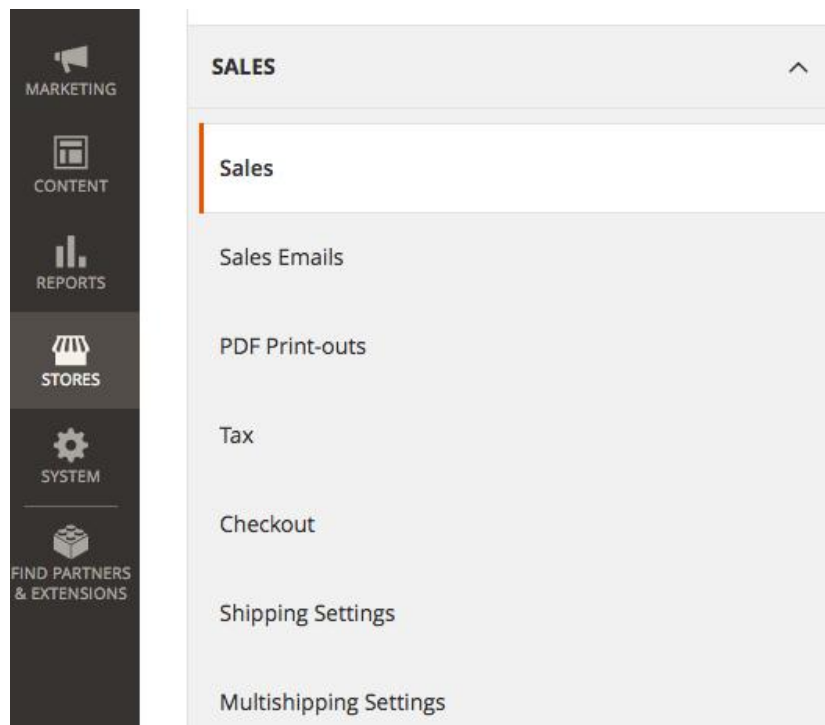 MARKETING
CONTENT
REPORTS
STORES
SYSTEM
FIND PARTNERS
& EXTENSIONS
SALES
Sales
Sales Emails
PDF Print-outs
Tax
Checkout
Shipping Settings
Multishipping Settings